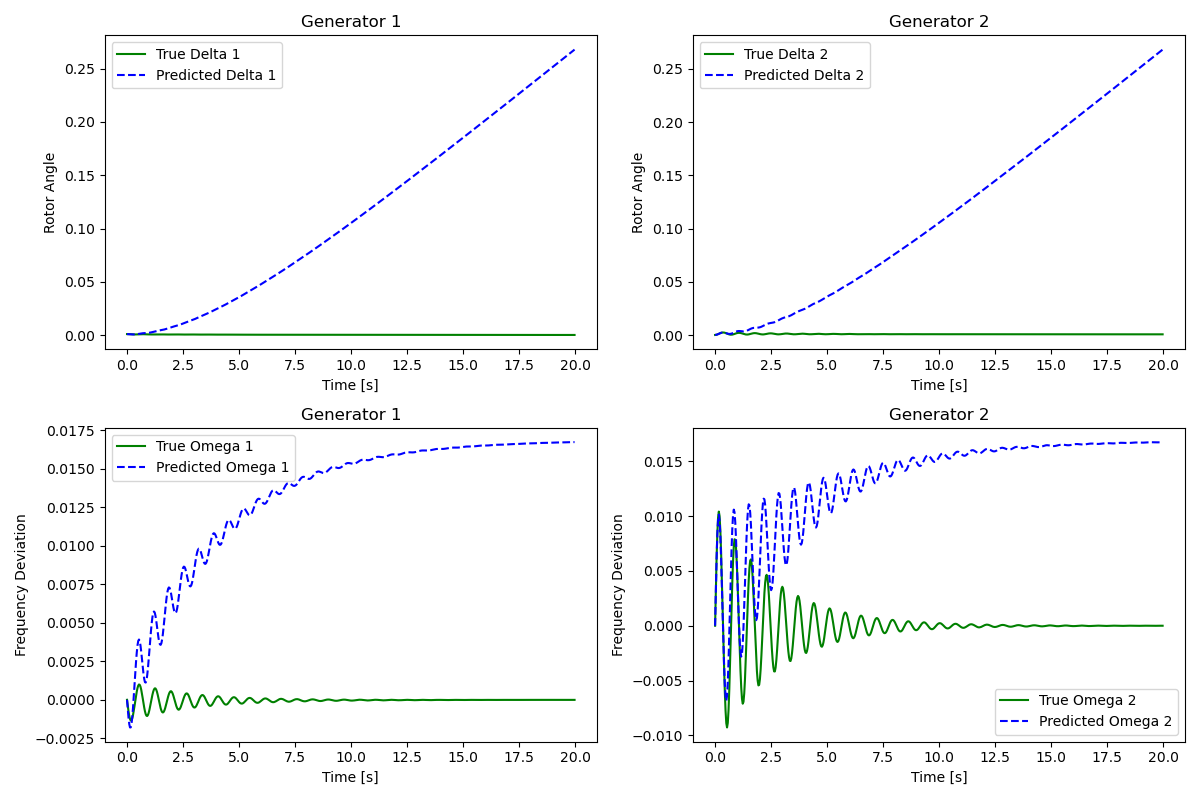 Generator 1
True Delta 1
Predicted Delta 1
Rotor Angle
0.25
0.20
0.15
0.10
0.05
0.00
0.0 2.5 5.0 7.5 10.0 12.5 15.0 17.5 20.0
Time [s]
Generator 2
True Delta 2
Predicted Delta 2
Rotor Angle
0.25
0.20
0.15
0.10
0.05
0.00
0.0 2.5 5.0 7.5 10.0 12.5 15.0 17.5 20.0
Time [s]
Generator 1
True Omega 1
Predicted Omega 1
Frequency Deviation
0.0175
0.0150
0.0125
0.0100
0.0075
0.0050
0.0025
0.0000
−0.0025
0.0 2.5 5.0 7.5 10.0 12.5 15.0 17.5 20.0
Time [s]
Generator 2
Frequency Deviation
0.015
0.010
0.005
0.000
−0.005
−0.010
True Omega 2
Predicted Omega 2
0.0 2.5 5.0 7.5 10.0 12.5 15.0 17.5 20.0
Time [s]